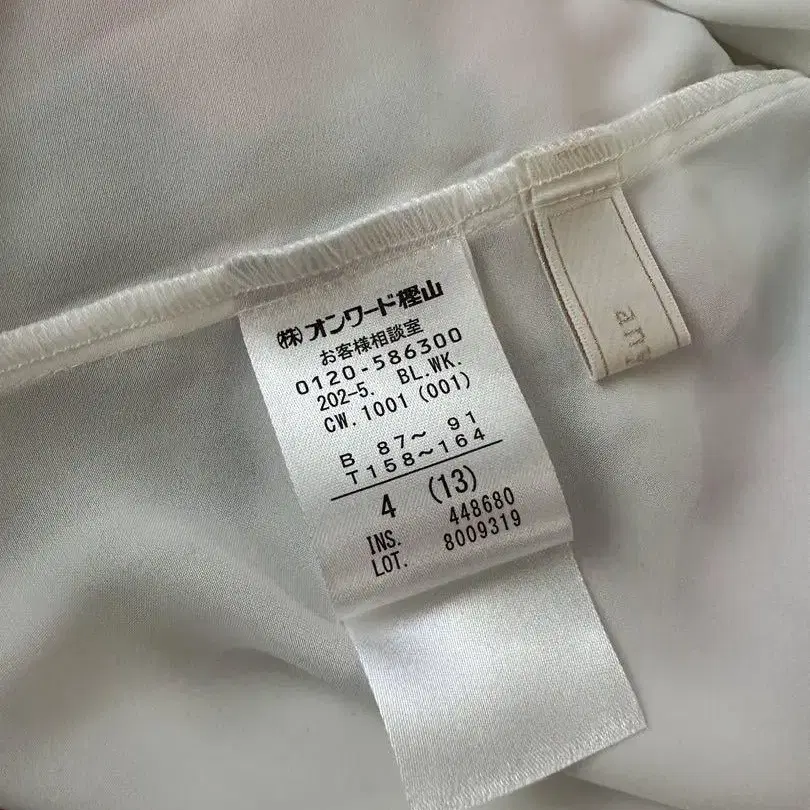 (株)オンワード樫山
お客様相談室
0120-586300
202-5. BL.WK.
CW.1001 (001)
B 87～ 91
T158～164
4 (13)
INS. 448680
LOT. 8009319